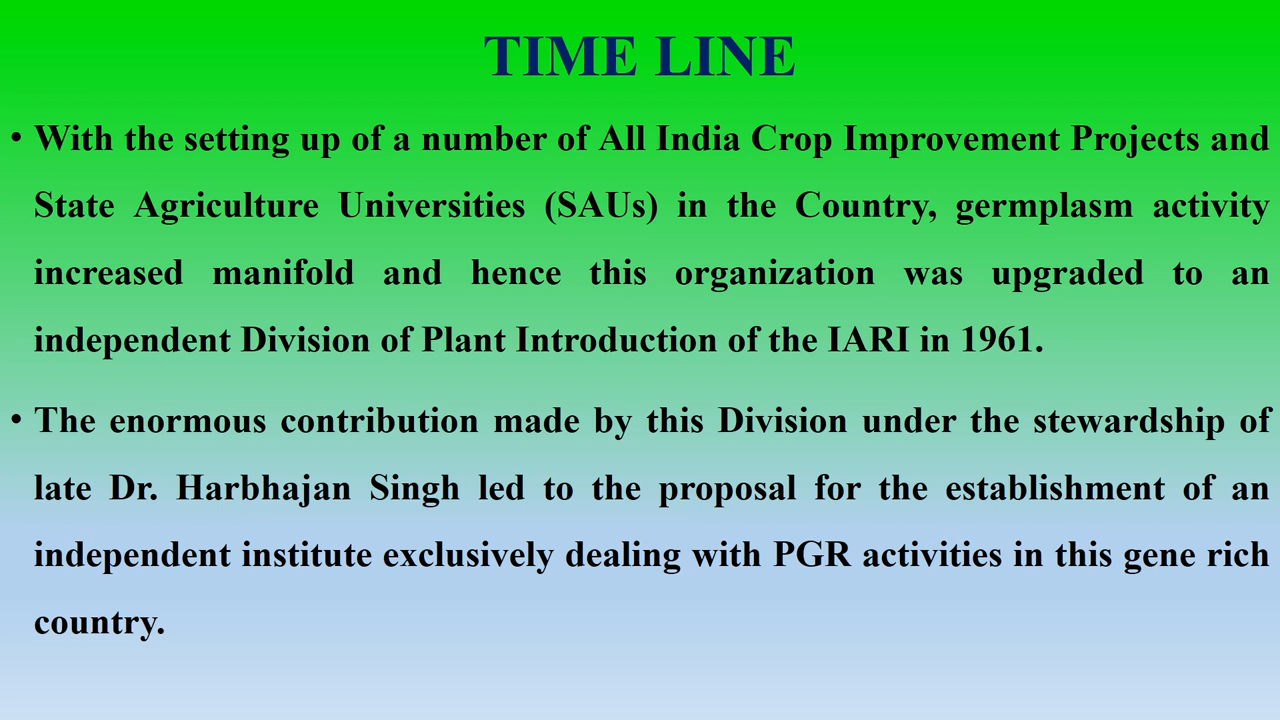 TIME LINE
• With the setting up of a number of All India Crop Improvement Projects and
State Agriculture Universities (SAUs) in the Country, germplasm activity
increased manifold and hence this organization was upgraded to an
independent Division of Plant Introduction of the IARI in 1961.
• The enormous contribution made by this Division under the stewardship of
late Dr. Harbhajan Singh led to the proposal for the establishment of an
independent institute exclusively dealing with PGR activities in this gene rich
country.